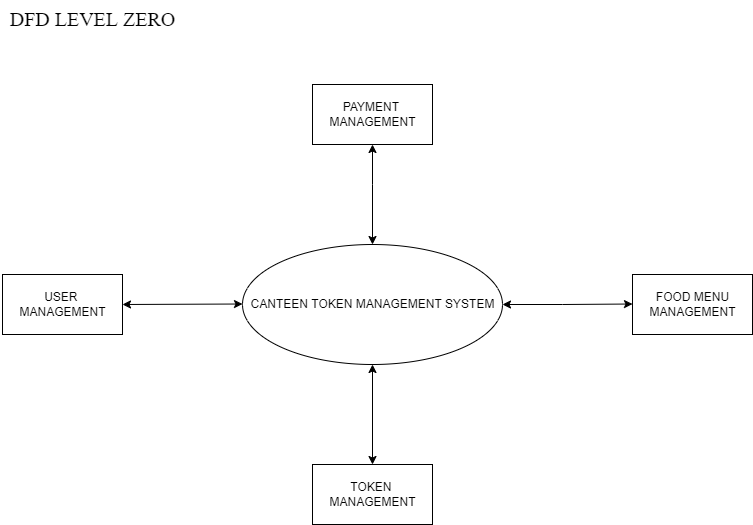 DFD LEVEL ZERO
PAYMENT
MANAGEMENT
USER
MANAGEMENT
CANTEEN TOKEN MANAGEMENT SYSTEM
FOOD MENU
MANAGEMENT
TOKEN
MANAGEMENT